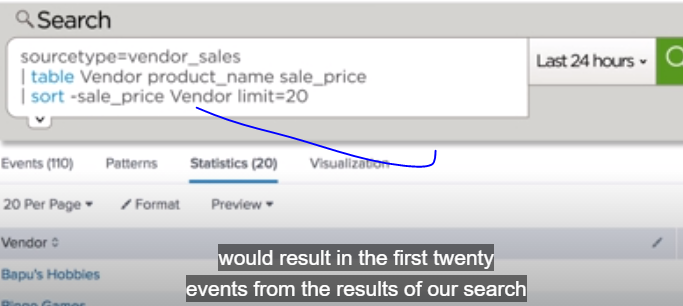 Search
sourcetype=vendor_sales
| table Vendor product_name sale_price
| sort -sale_price Vendor limit=20
Last 24 hours
Events (110) Patterns Statistics (20) Visualization
20 Per Page Format Preview
Vendor
would result in the first twenty
events from the results of our search
Bapu's Hobbies